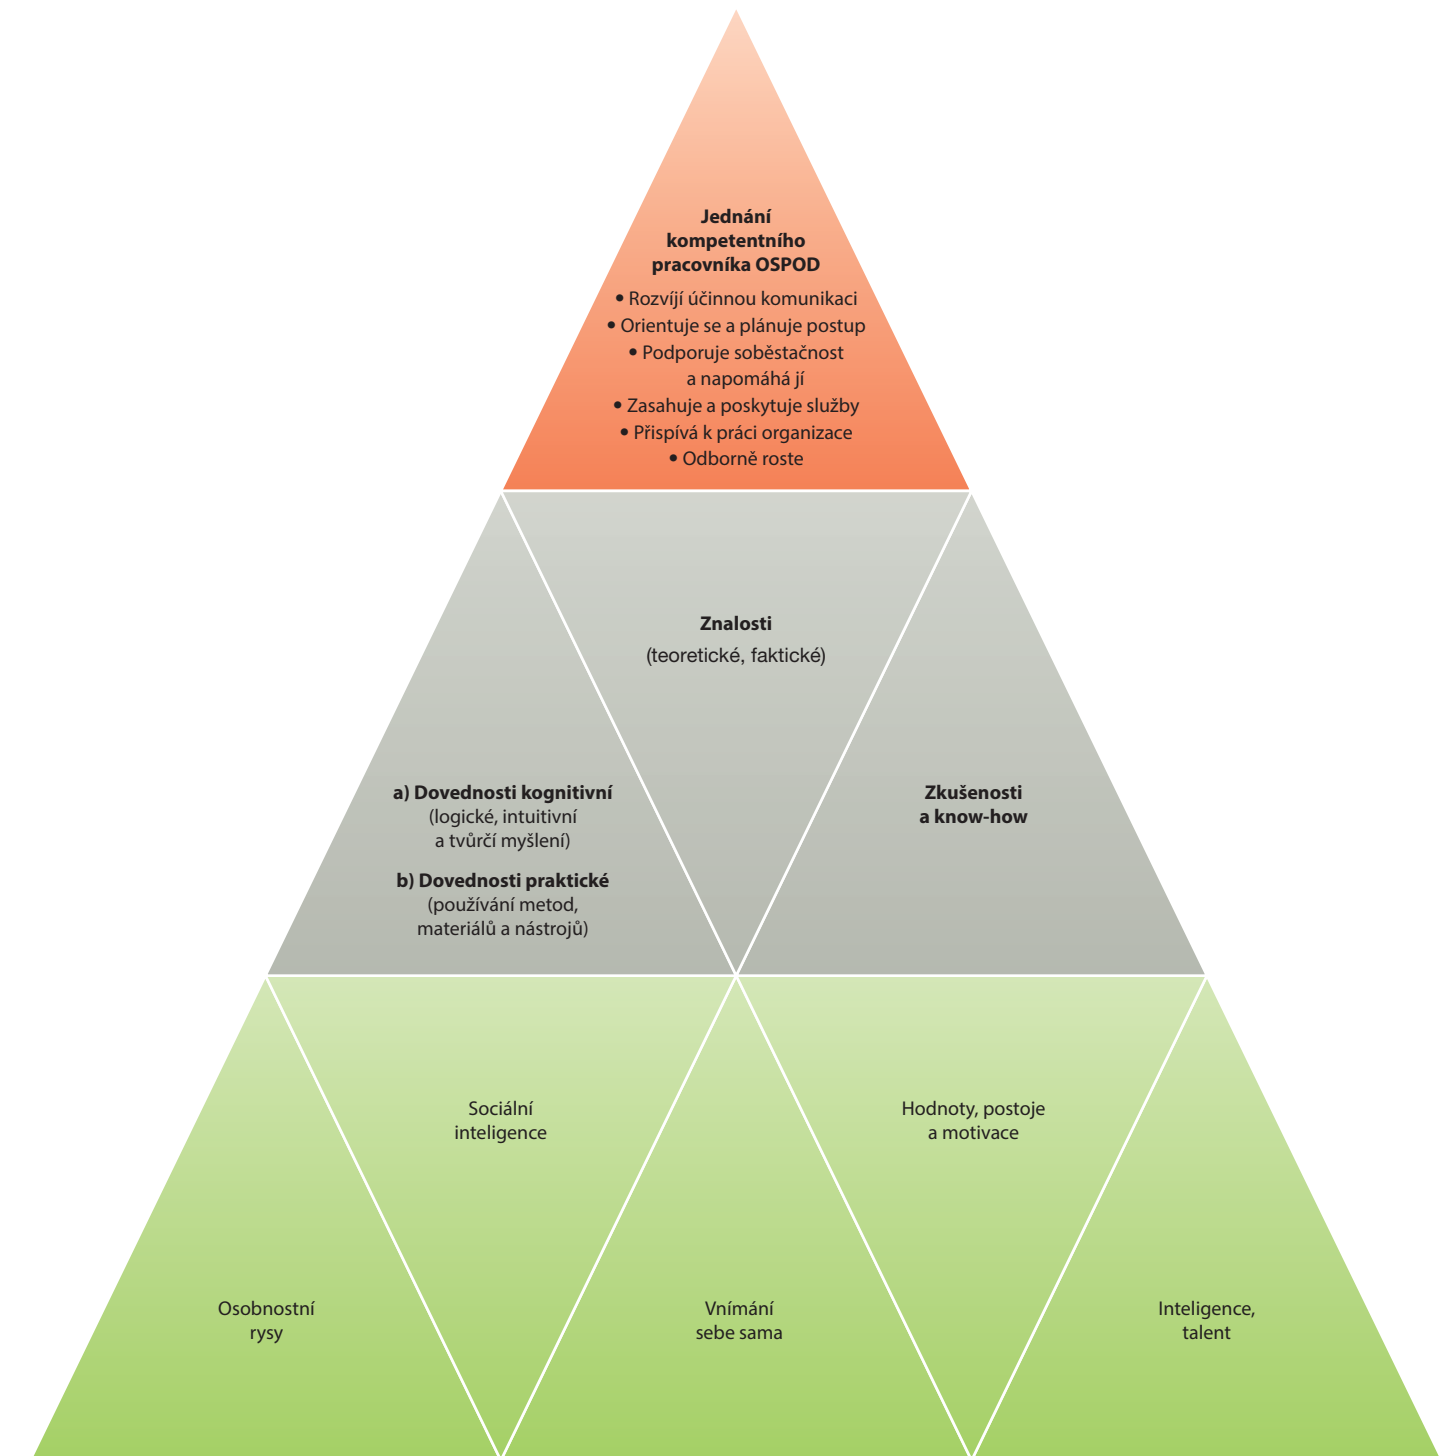 Jednání
kompetentního
pracovníka OSPOD
• Rozvíjí účinnou komunikaci
• Orientuje se a plánuje postup
• Podporuje soběstačnost
a napomáhá jí
• Zasahuje a poskytuje služby
• Přispívá k práci organizace
• Odborně roste
Znalosti
(teoretické, faktické)
a) Dovednosti kognitivní
(logické, intuitivní
a tvůrčí myšlení)
b) Dovednosti praktické
(používání metod,
materiálů a nástrojů)
Zkušenosti
a know-how
Sociální
inteligence
Hodnoty, postoje
a motivace
Osobnostní
rysy
Vnímání
sebe sama
Inteligence,
talent